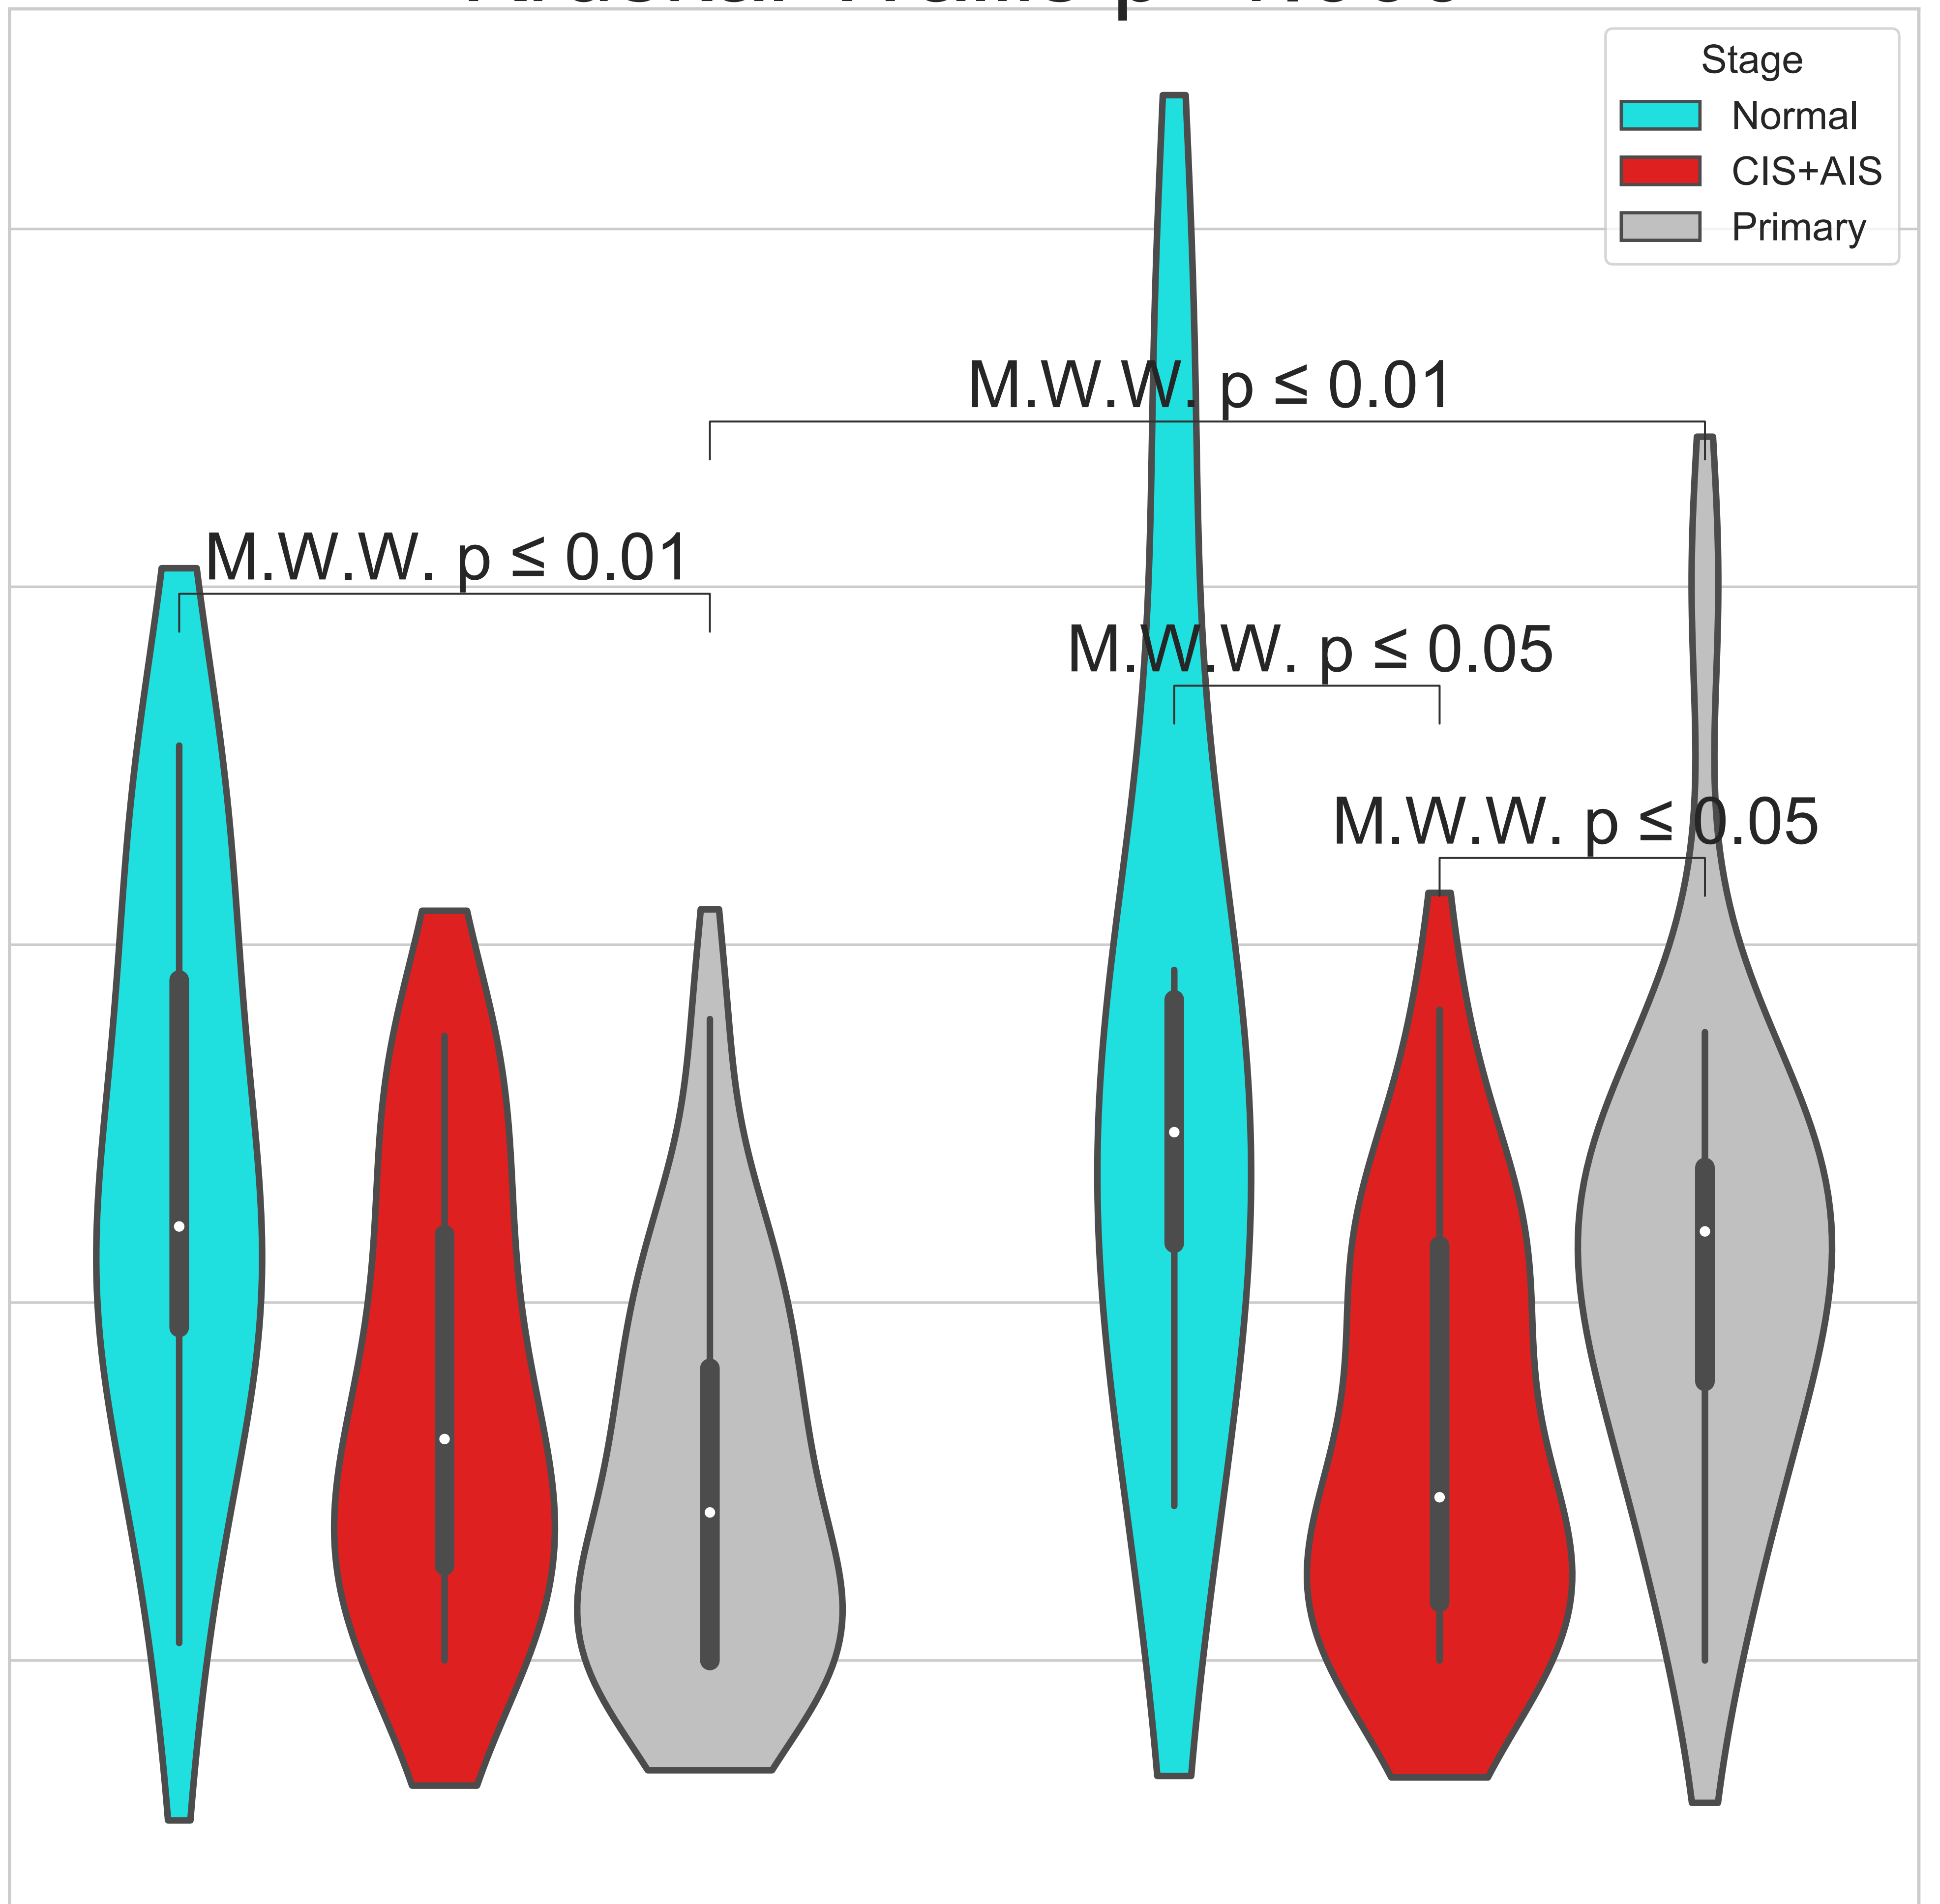 Stage
Normal
CIS+AIS
Primary
M.W.W. p ≤ 0.01
M.W.W. p ≤ 0.01
M.W.W. p ≤ 0.05
M.W.W. p ≤ 0.05